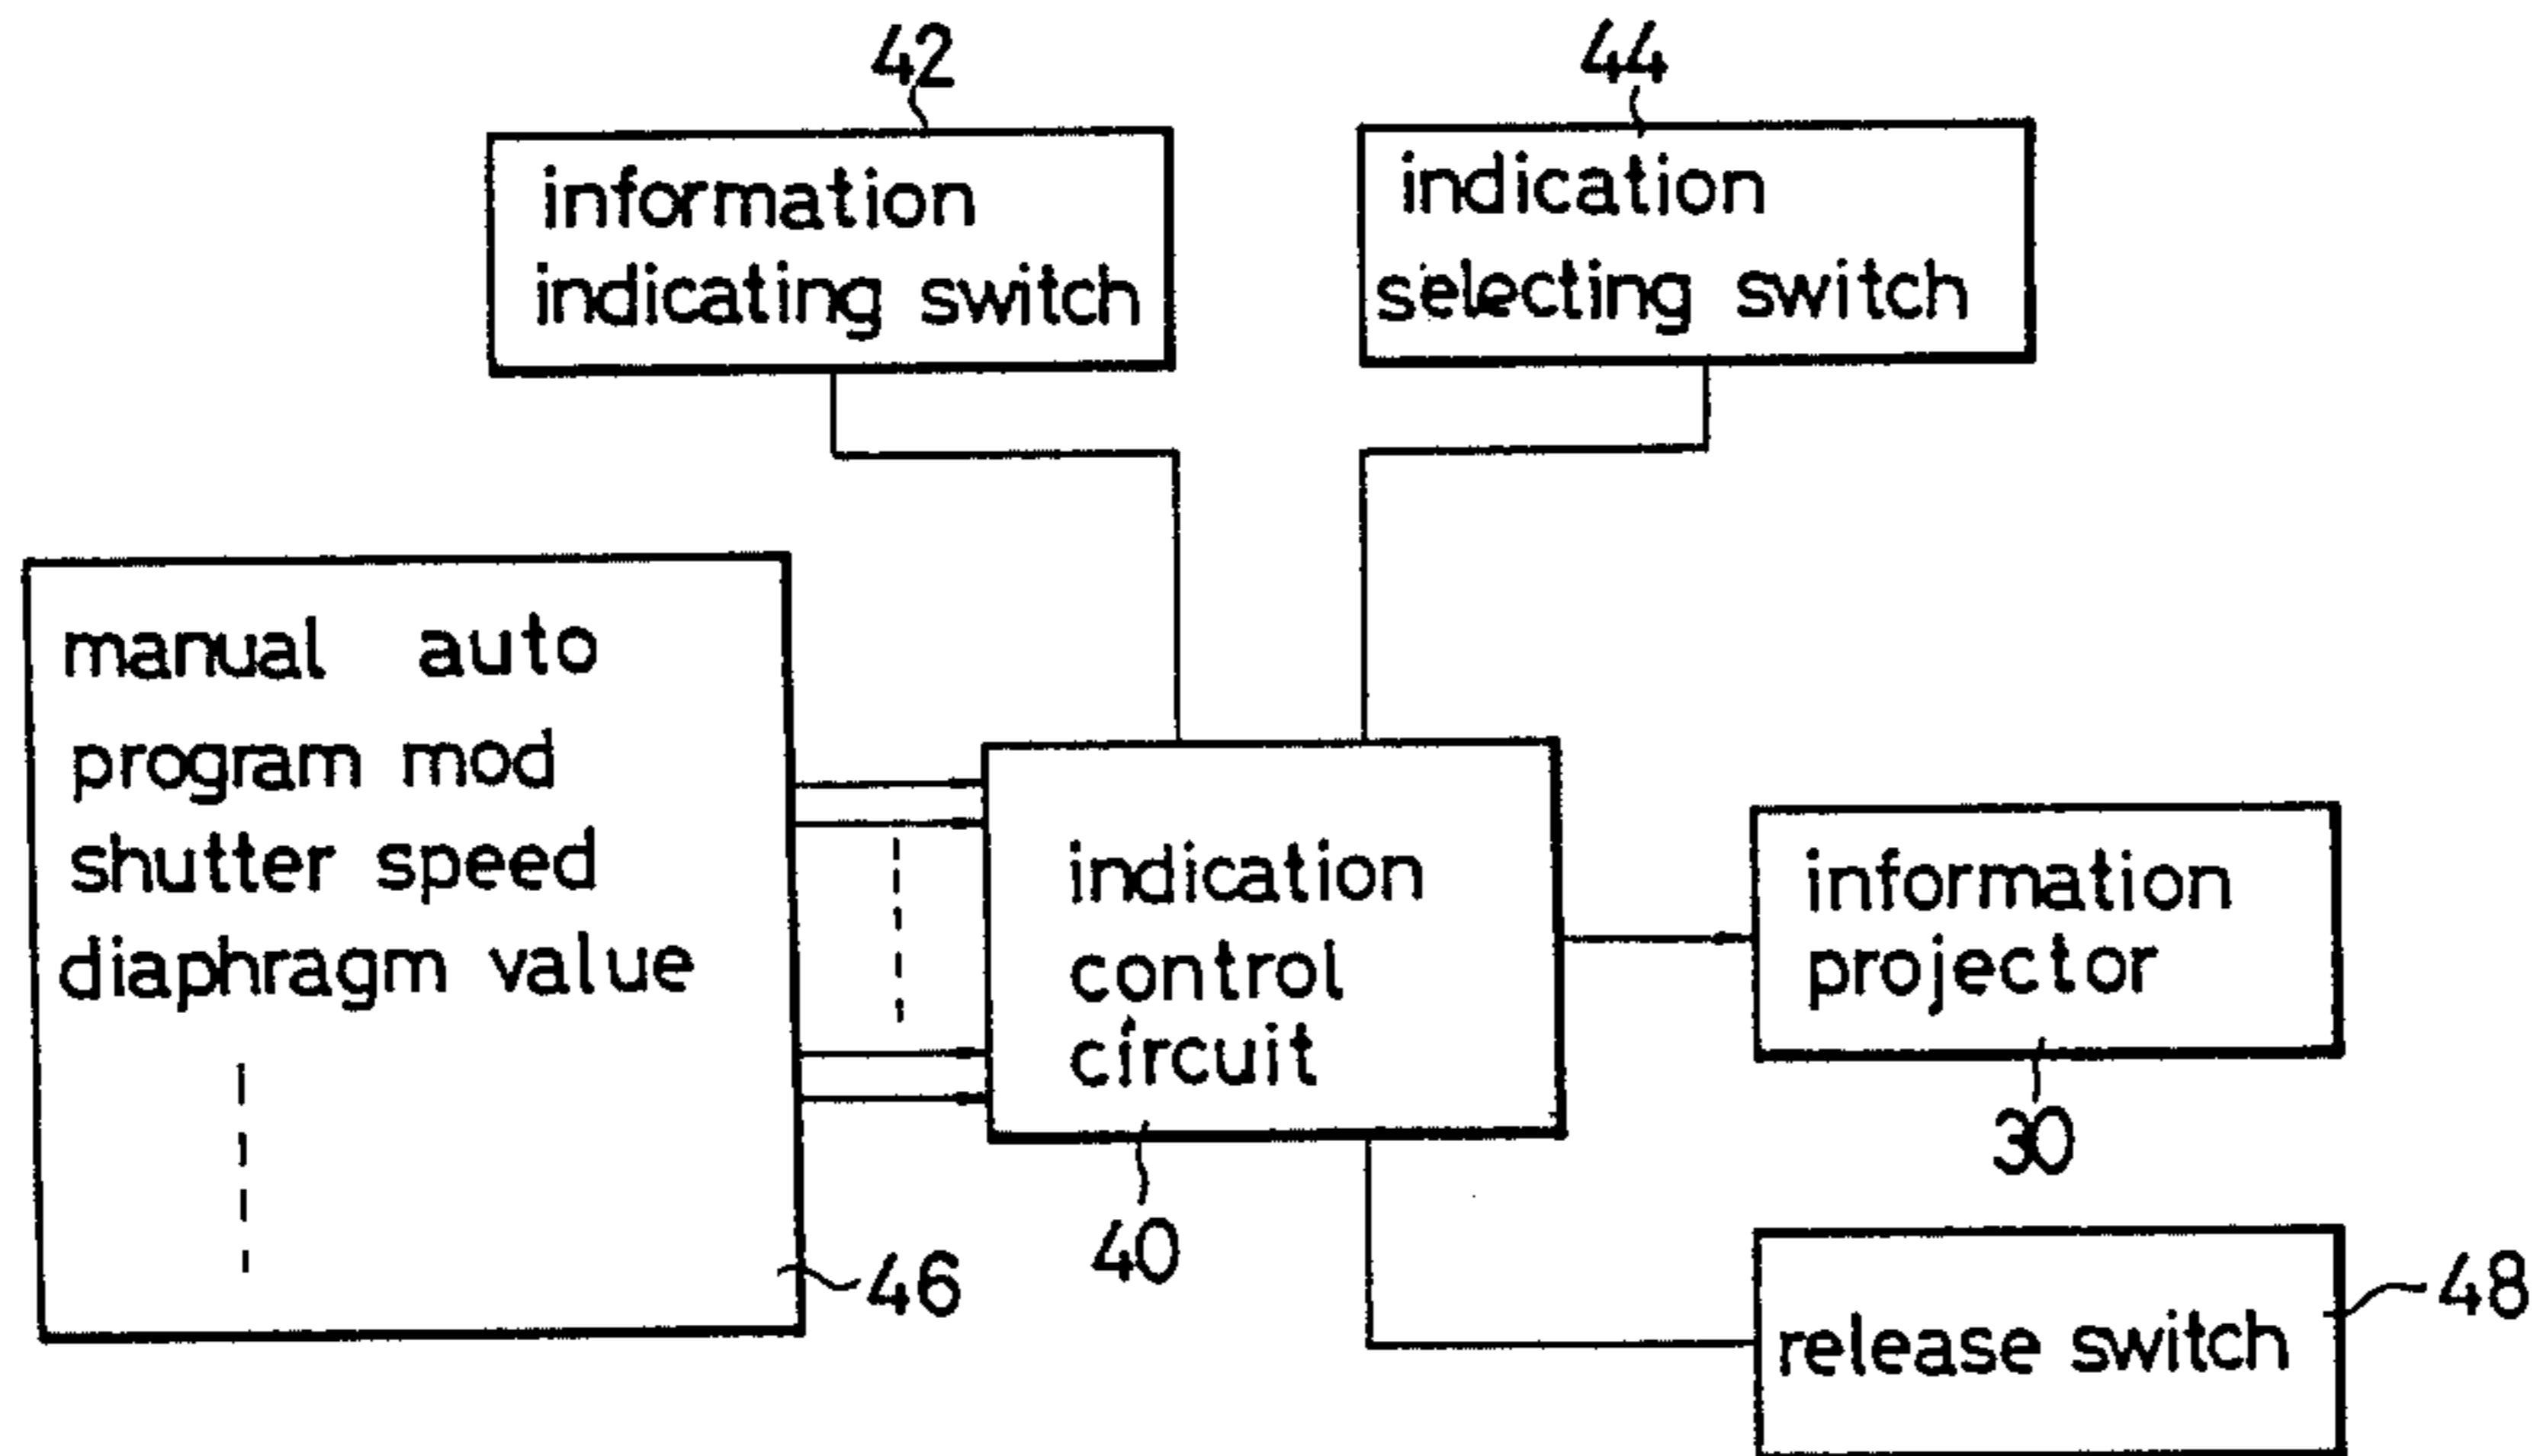 42
44
information
indicating switch
indication
selecting switch
manual auto
program mod
shutter speed
diaphragm value
indication
control
circuit
information
projector
30
40
46
release switch
48